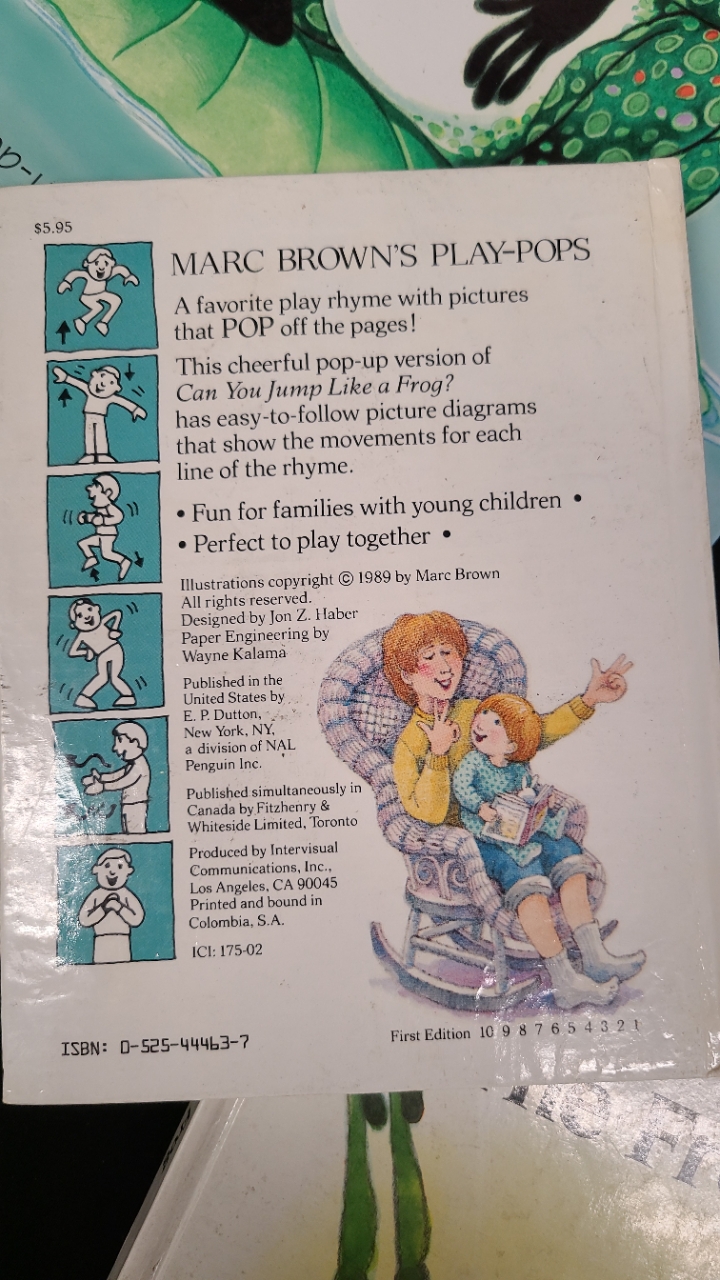 $5.95
MARC BROWN'S PLAY-POPS
A favorite play rhyme with pictures
that POP off the pages!
This cheerful pop-up version of
Can You Jump Like a Frog?
has easy-to-follow picture diagrams
that show the movements for each
line of the rhyme.
• Fun for families with young children •
• Perfect to play together •
Illustrations copyright © 1989 by Marc Brown
All rights reserved.
Designed by Jon Z. Haber
Paper Engineering by
Wayne Kalama
Published in the
United States by
E. P. Dutton,
New York, NY,
a division of NAL
Penguin Inc.
Published simultaneously in
Canada by Fitzhenry &
Whiteside Limited, Toronto
Produced by Intervisual
Communications, Inc.,
Los Angeles, CA 90045
Printed and bound in
Colombia, S.A.
ICI: 175-02
ISBN: 0-525-44463-7
First Edition 10 9 8 7 6 5 4 3 2 1